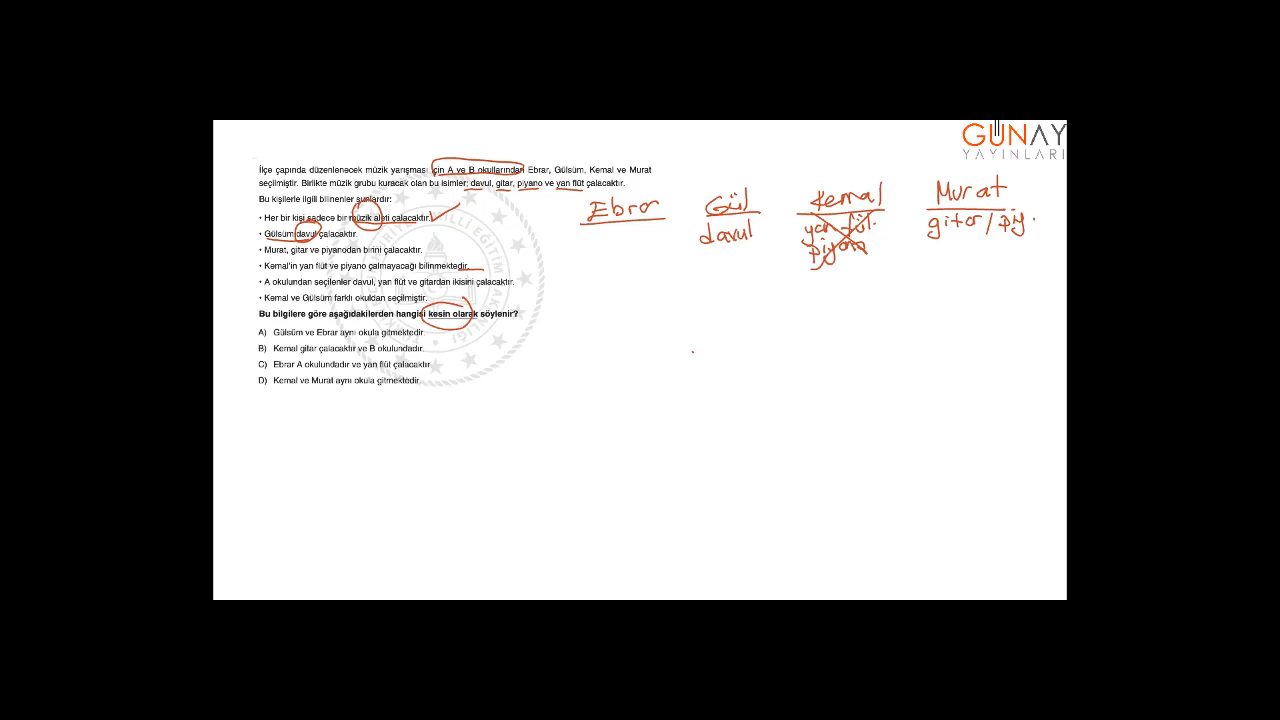 GÜNAY
YAYINLARI
İlçe çapında düzenlenecek müzik yarışması için A ve B okullarından Ebrar, Gülsüm, Kemal ve Murat
seçilmiştir. Birlikte müzik grubu kuracak olan bu isimler; davul, gitar, piyano ve yan flüt çalacaktır.
Bu kişilerle ilgili bilinenler şunlardır:
• Her bir kişi sadece bir müzik aleti çalacaktır.
• Gülsüm davul çalacaktır.
• Murat, gitar ve piyanodan birini çalacaktır.
• Kemal'in yan flüt ve piyano çalmayacağı bilinmektedir.
• A okulundan seçilenler davul, yan flüt ve gitardan ikisini çalacaktır.
• Kemal ve Gülsüm farklı okuldan seçilmiştir.
Bu bilgilere göre aşağıdakilerden hangisi kesin olarak söylenir?
A) Gülsüm ve Ebrar aynı okula gitmektedir.
B) Kemal gitar çalacaktır ve B okulundadır.
C) Ebrar A okulundadır ve yan flüt çalacaktır.
D) Kemal ve Murat aynı okula gitmektedir.
Ebrar Gül Kemal Murat
davul yan fül. gitar / piy.
piyano